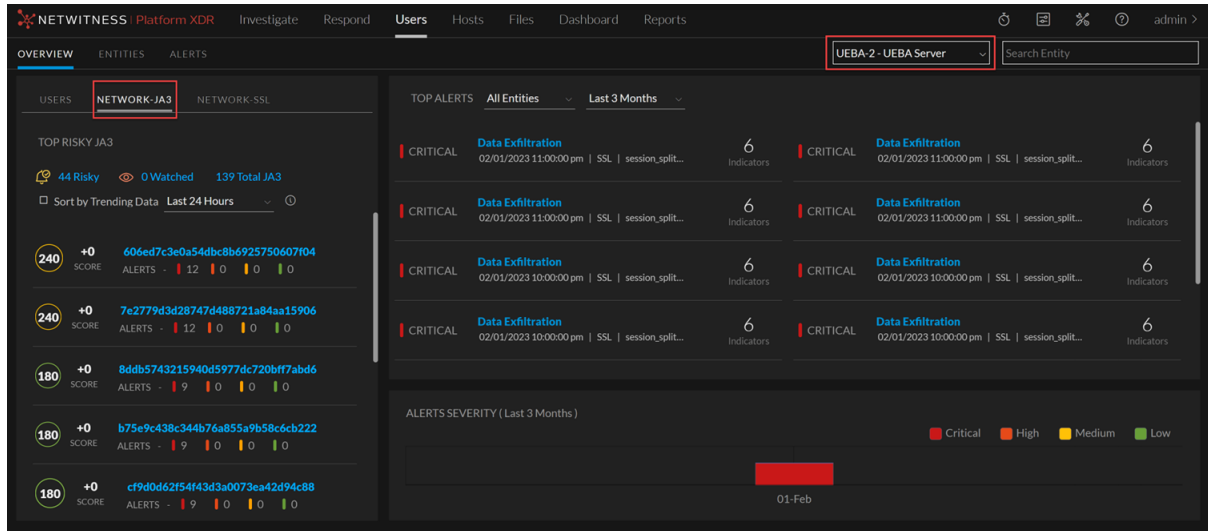 NETWITNESS Platform XDR Investigate Respond Users Hosts Files Dashboard Reports admin >
OVERVIEW ENTITIES ALERTS UEBA-2 - UEBA Server Search Entity
USERS NETWORK-JA3 NETWORK-SSL
TOP RISKY JA3
44 Risky 0 Watched 139 Total JA3
Sort by Trending Data Last 24 Hours
240 +0 SCORE 606ed7c3e0a54dbc8b6925750607f04
ALERTS - 12 0 0 0
240 +0 SCORE 7e2779d3d28747d488721a84aa15906
ALERTS - 12 0 0 0
180 +0 SCORE 8ddb5743215940d5977dc720bff7abd6
ALERTS - 9 0 0 0
180 +0 SCORE b75e9c438c344b76a855a9b58c6cb222
ALERTS - 9 0 0 0
180 +0 SCORE cf9d0d62f54f43d3a0073ea42d94c88
ALERTS - 9 0 0 0
TOP ALERTS All Entities Last 3 Months
CRITICAL Data Exfiltration 6
02/01/2023 11:00:00 pm | SSL | session_split... Indicators
CRITICAL Data Exfiltration 6
02/01/2023 11:00:00 pm | SSL | session_split... Indicators
CRITICAL Data Exfiltration 6
02/01/2023 11:00:00 pm | SSL | session_split... Indicators
CRITICAL Data Exfiltration 6
02/01/2023 11:00:00 pm | SSL | session_split... Indicators
CRITICAL Data Exfiltration 6
02/01/2023 10:00:00 pm | SSL | session_split... Indicators
CRITICAL Data Exfiltration 6
02/01/2023 10:00:00 pm | SSL | session_split... Indicators
CRITICAL Data Exfiltration 6
02/01/2023 10:00:00 pm | SSL | session_split... Indicators
CRITICAL Data Exfiltration 6
02/01/2023 10:00:00 pm | SSL | session_split... Indicators
ALERTS SEVERITY ( Last 3 Months )
Critical High Medium Low
01-Feb